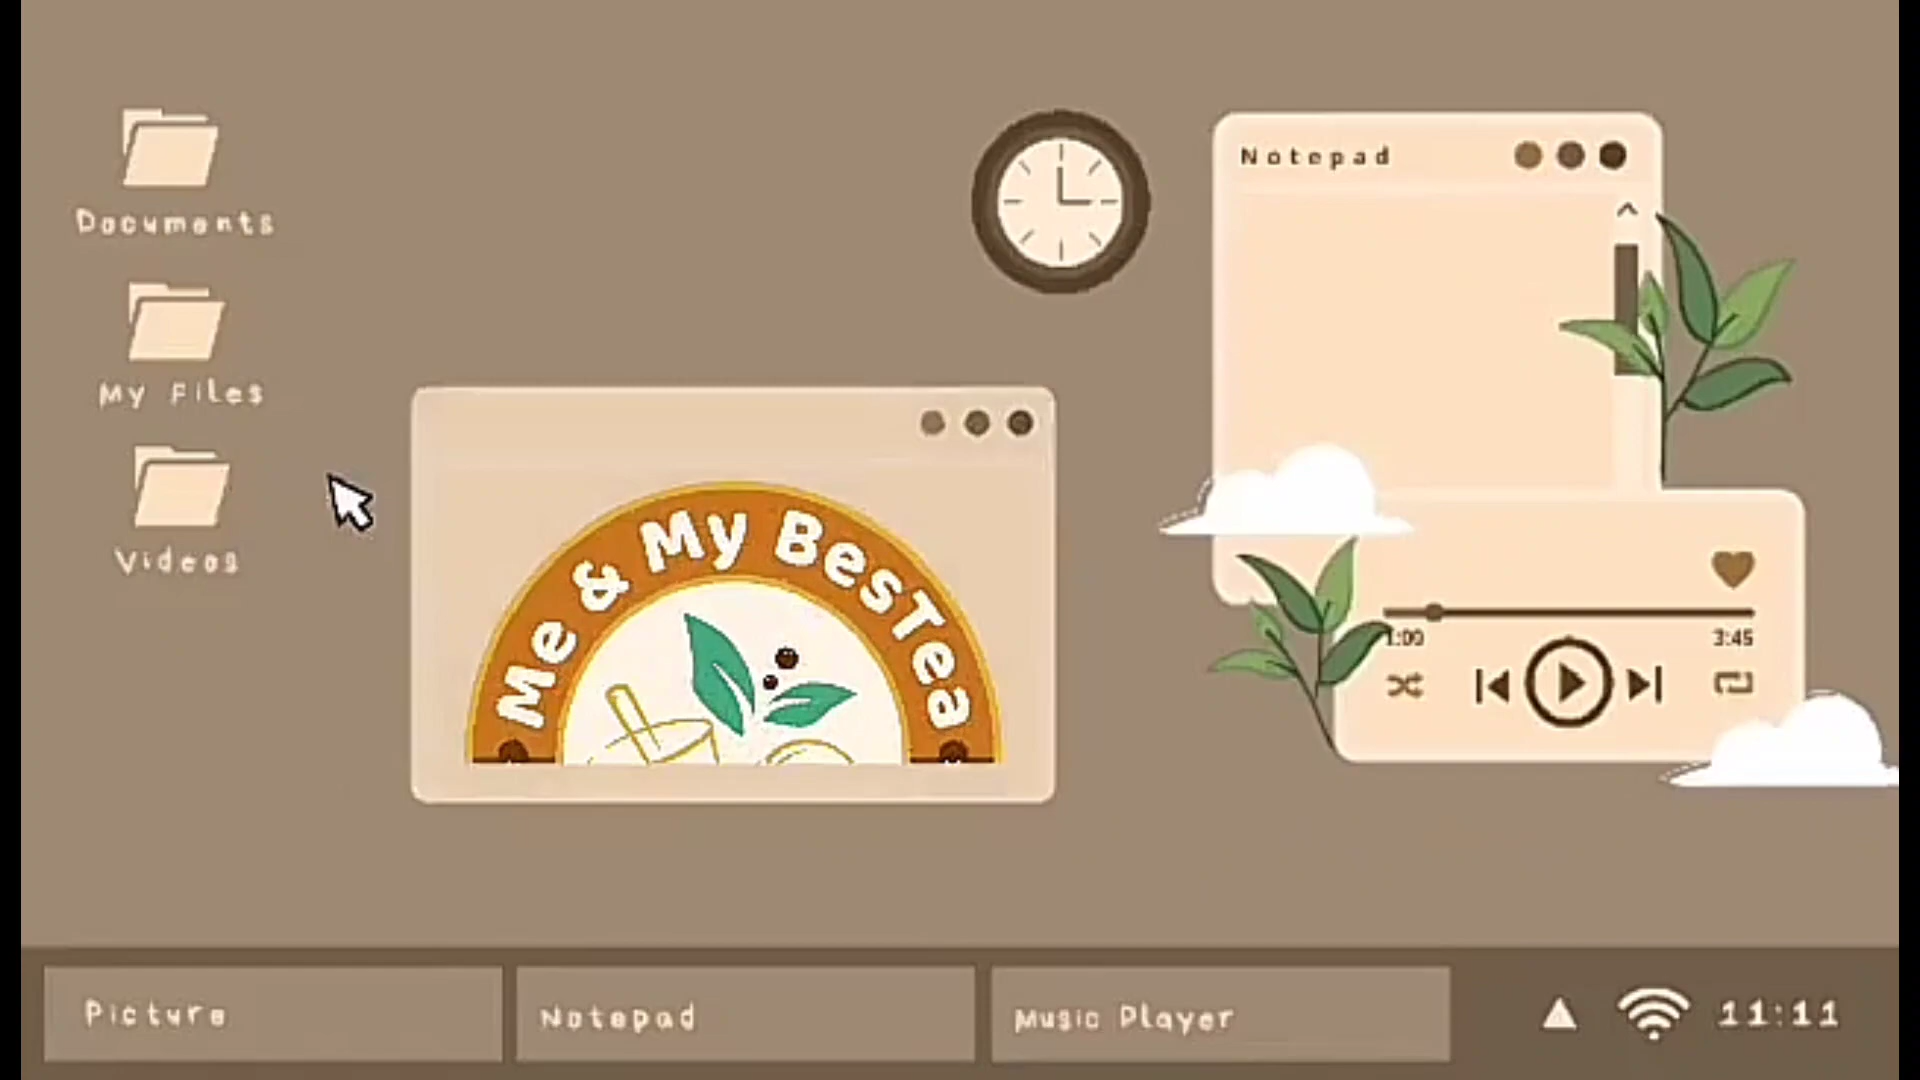 Documents
My Files
Videos
Notepad
Me & My BesTea
1:00
3:45
Picture
Notepad
Music Player
11:11